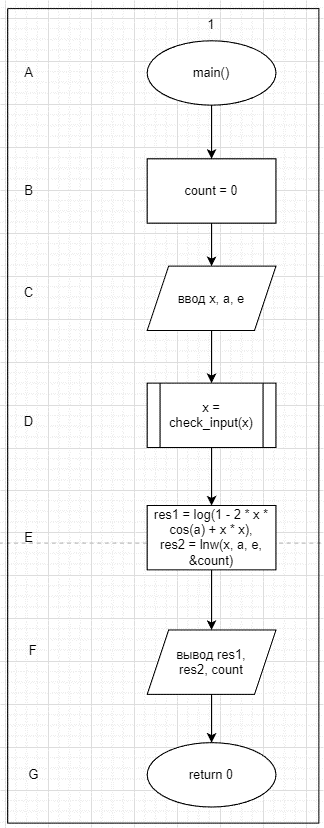 1
A
main()
B
count = 0
C
ввод x, a, e
D
x =
check_input(x)
E
res1 = log(1 - 2 * x *
cos(a) + x * x),
res2 = lnw(x, a, e,
&count)
F
вывод res1,
res2, count
G
return 0